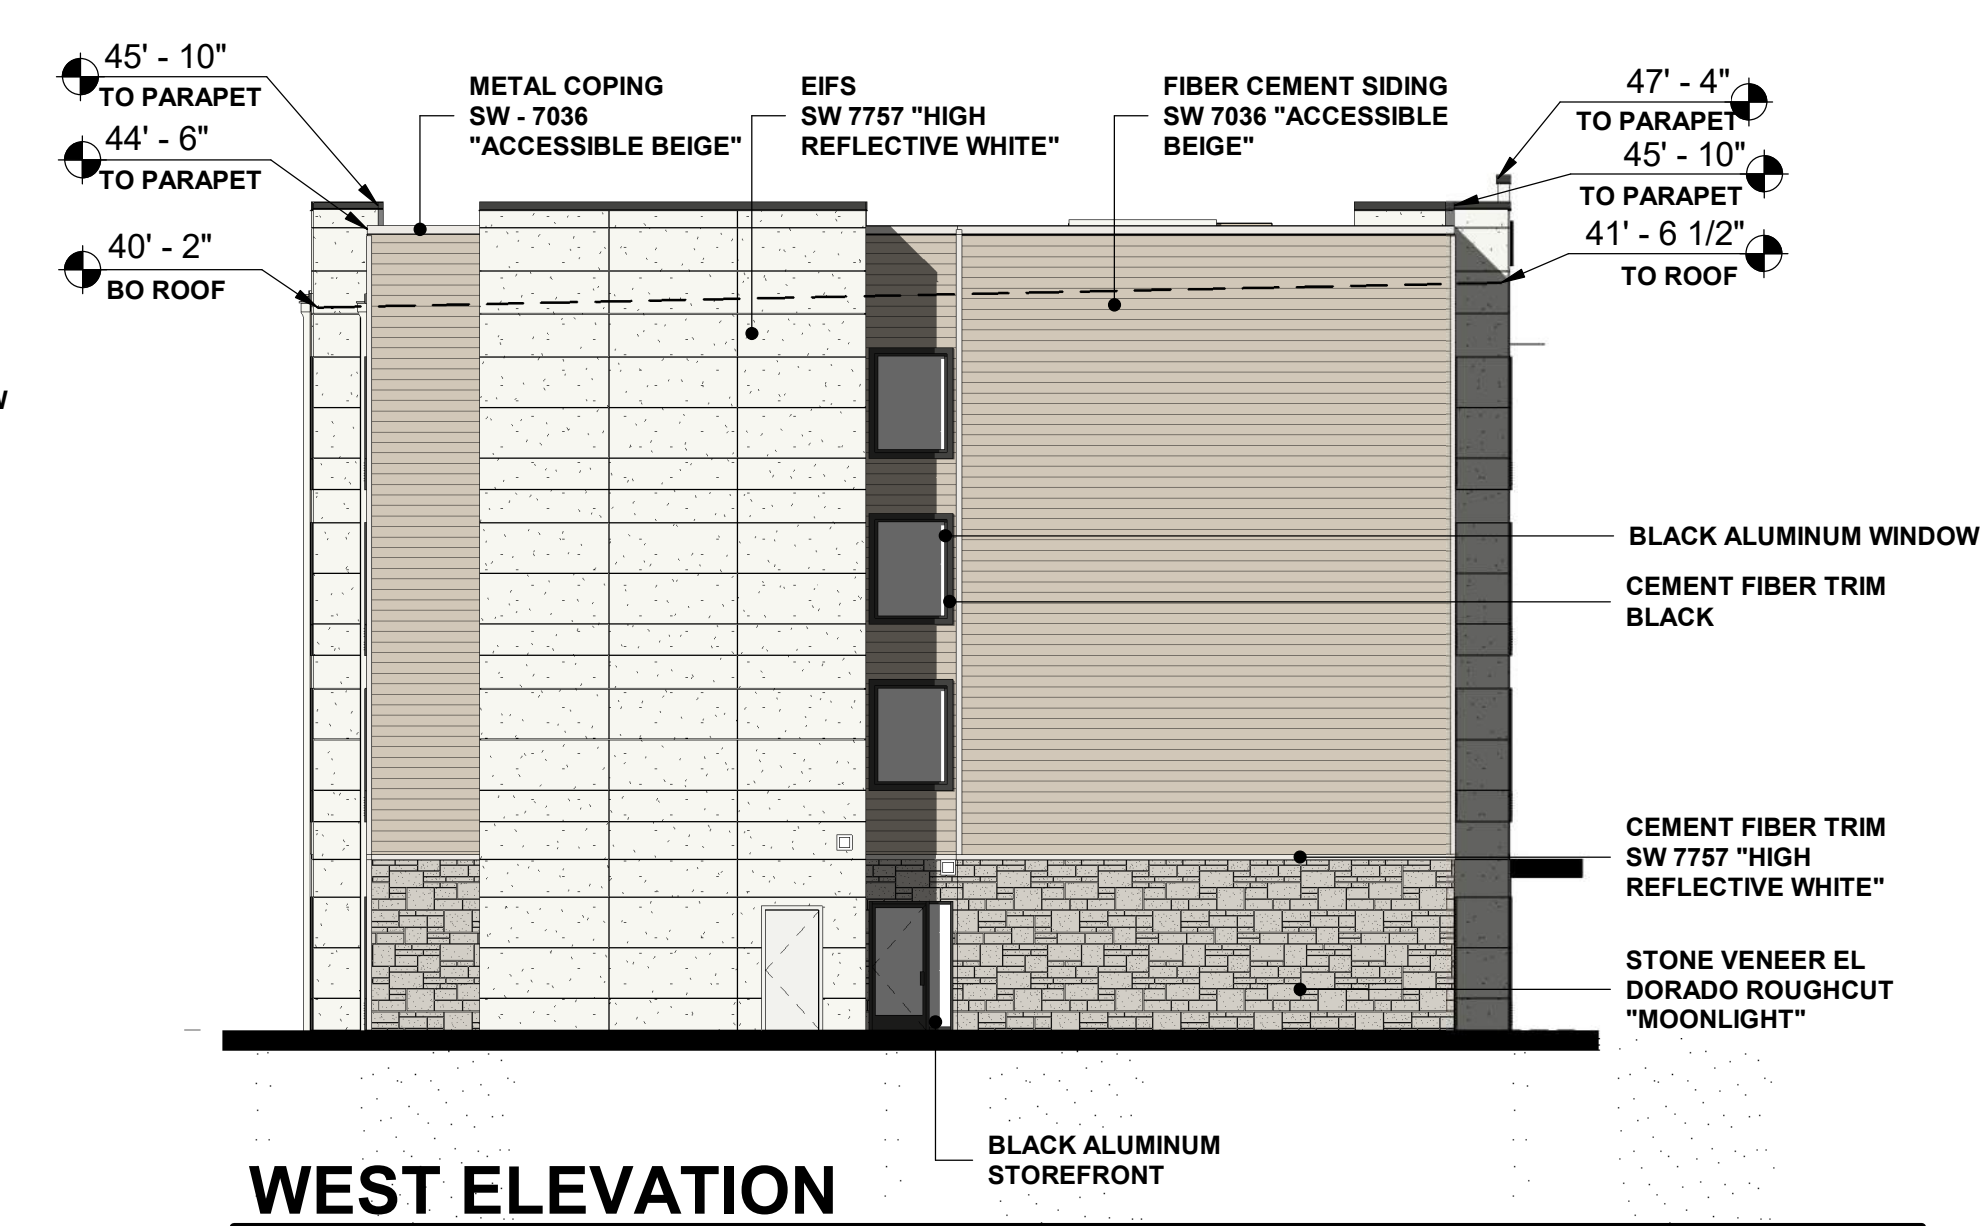 45' - 10"
TO PARAPET
44' - 6"
TO PARAPET
40' - 2"
BO ROOF
METAL COPING
SW - 7036
"ACCESSIBLE BEIGE"
EIFS
SW 7757 "HIGH
REFLECTIVE WHITE"
FIBER CEMENT SIDING
SW 7036 "ACCESSIBLE
BEIGE"
47' - 4"
TO PARAPET
45' - 10"
TO PARAPET
41' - 6 1/2"
TO ROOF
BLACK ALUMINUM WINDOW
CEMENT FIBER TRIM
BLACK
CEMENT FIBER TRIM
SW 7757 "HIGH
REFLECTIVE WHITE"
STONE VENEER EL
DORADO ROUGHCUT
"MOONLIGHT"
BLACK ALUMINUM
STOREFRONT
WEST ELEVATION